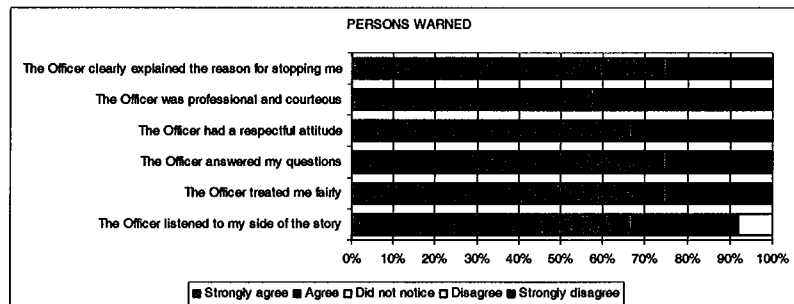 PERSONS WARNED
The Officer clearly explained the reason for stopping me
The Officer was professional and courteous
The Officer had a respectful attitude
The Officer answered my questions
The Officer treated me fairly
The Officer listened to my side of the story
0% 10% 20% 30% 40% 50% 60% 70% 80% 90% 100%
Strongly agree Agree Did not notice Disagree Strongly disagree